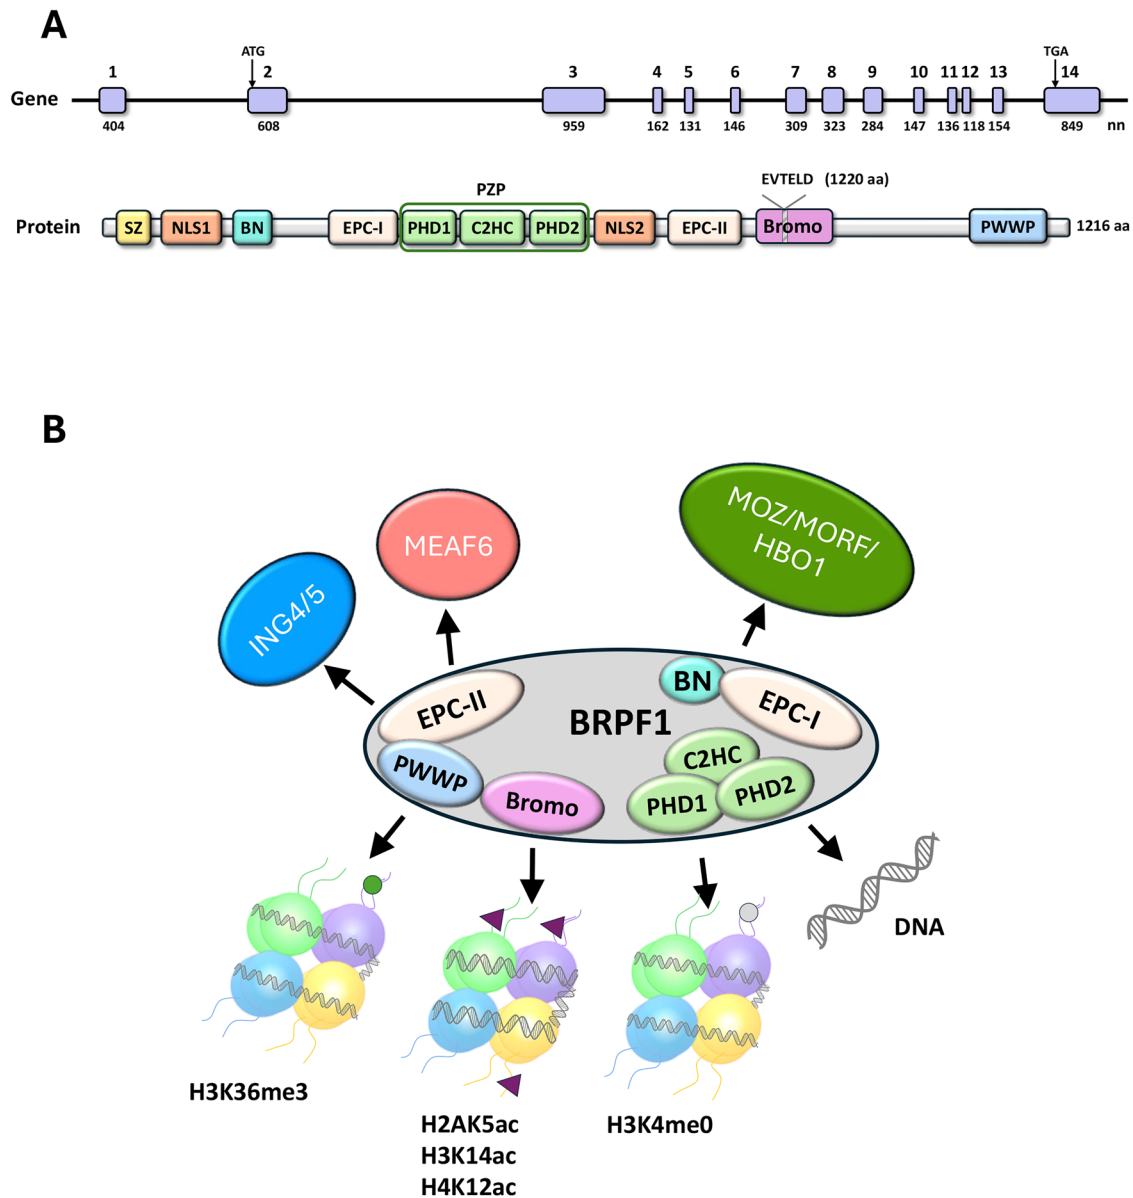 A
ATG
TGA
1 2 3 4 5 6 7 8 9 10 11 12 13 14
Gene
404 608 959 162 131 146 309 323 284 147 136 118 154 849 nn
PZP
EVTELD (1220 aa)
Protein SZ NLS1 BN EPC-I PHD1 C2HC PHD2 NLS2 EPC-II Bromo PWWP 1216 aa
B
MEAF6
MOZ/MORF/
HBO1
ING4/5
EPC-II
BRPF1
BN
EPC-I
PWWP
Bromo
C2HC
PHD1
PHD2
DNA
H3K36me3
H2AK5ac
H3K14ac
H4K12ac
H3K4me0